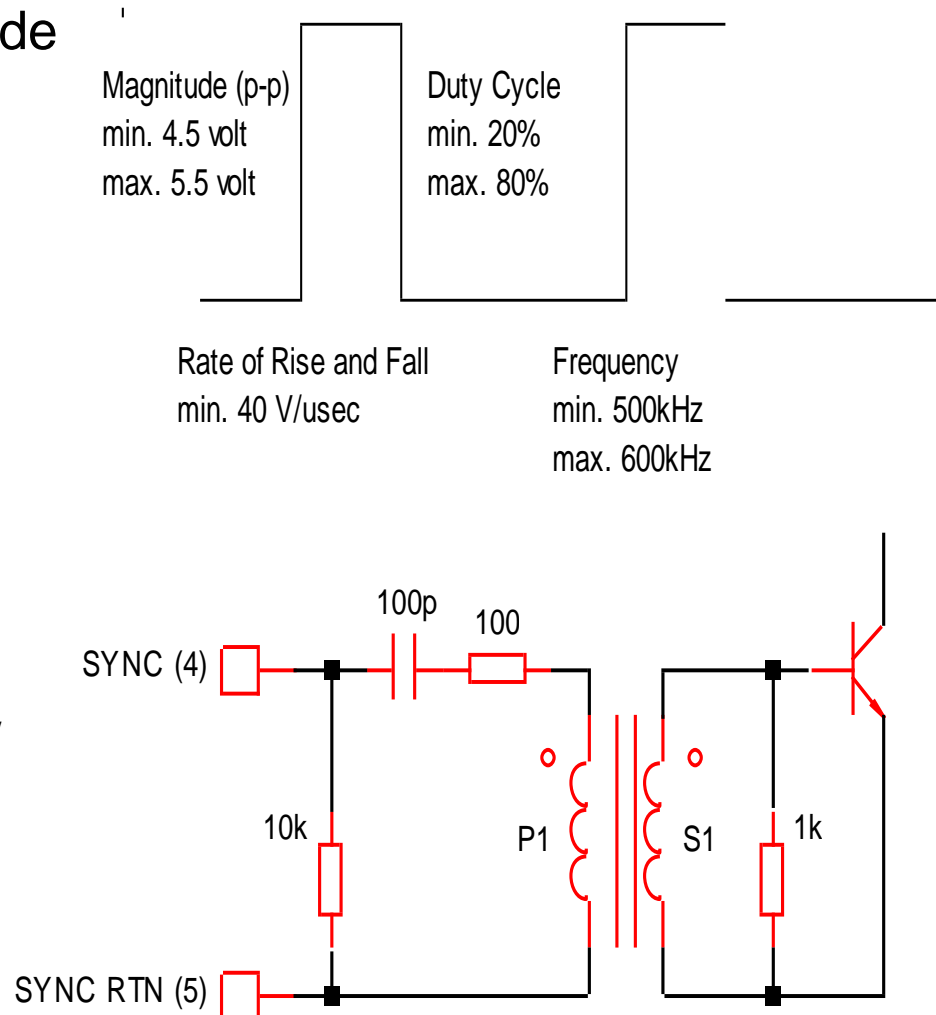 de
Magnitude (p-p)
min. 4.5 volt
max. 5.5 volt
Duty Cycle
min. 20%
max. 80%
Rate of Rise and Fall
min. 40 V/usec
Frequency
min. 500kHz
max. 600kHz
100p
100
SYNC (4)
10k
P1
S1
1k
SYNC RTN (5)